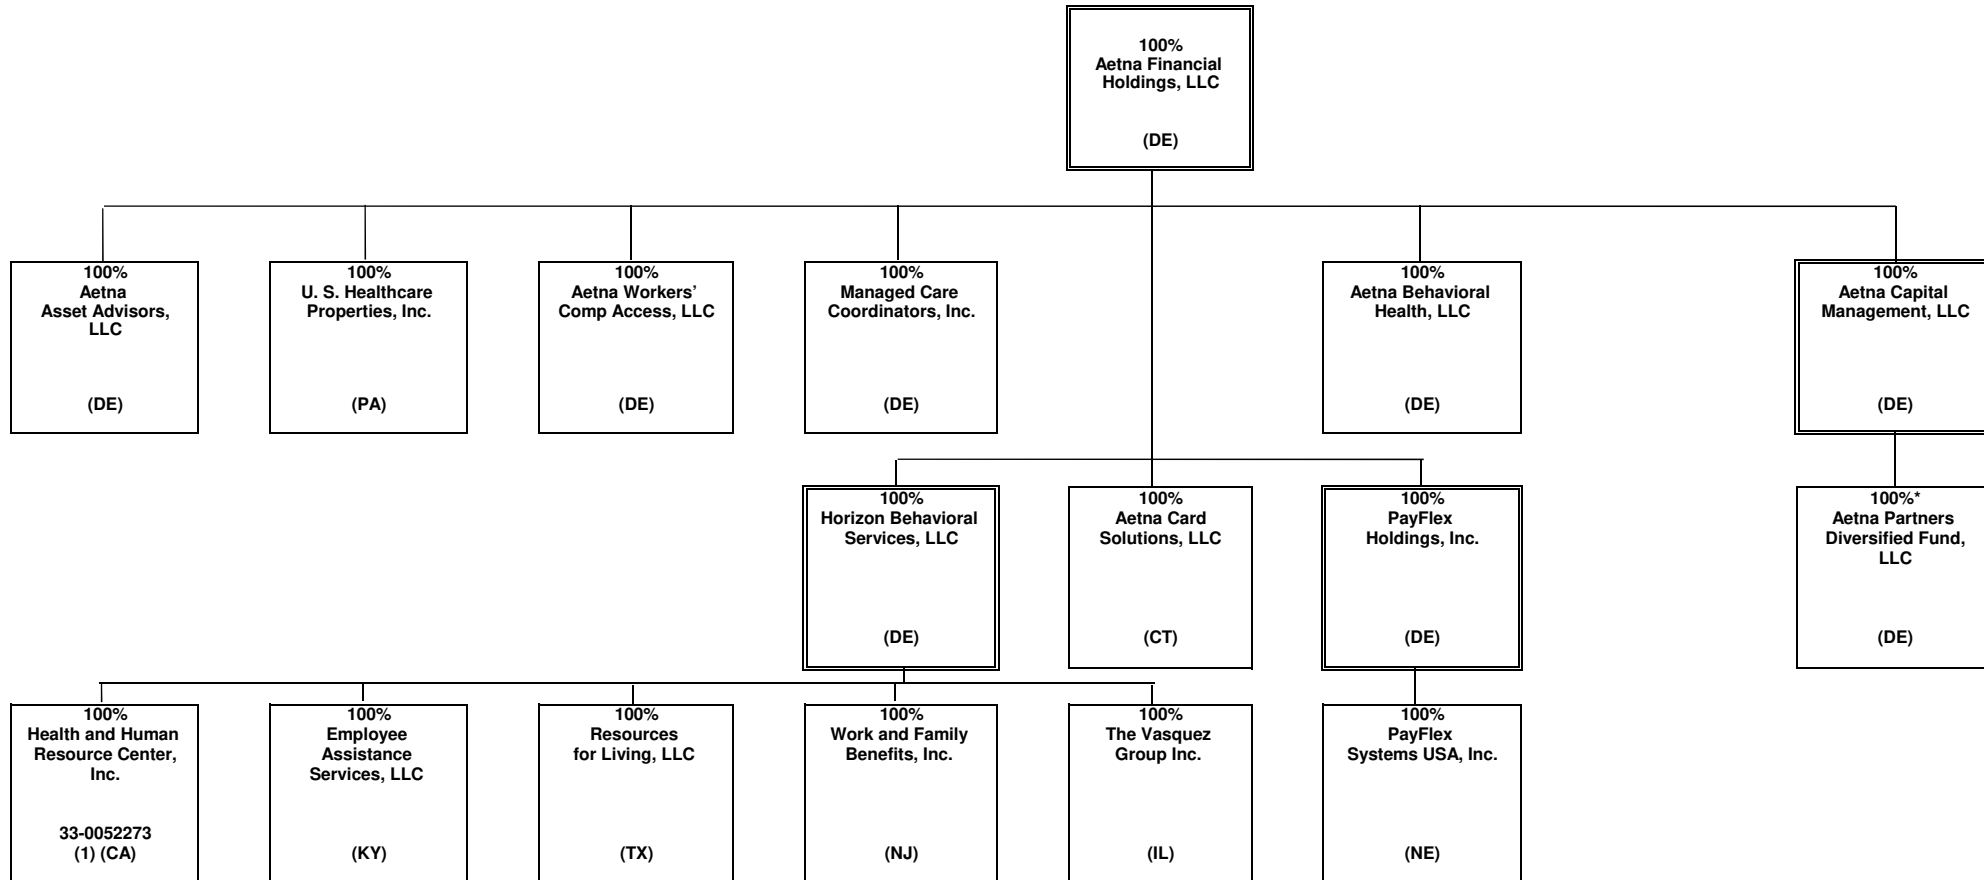 100%
Aetna Financial
Holdings, LLC
(DE)
100%
Aetna
Asset Advisors,
LLC
(DE)
100%
U. S. Healthcare
Properties, Inc.
(PA)
100%
Aetna Workers’
Comp Access, LLC
(DE)
100%
Managed Care
Coordinators, Inc.
(DE)
100%
Aetna Behavioral
Health, LLC
(DE)
100%
Aetna Capital
Management, LLC
(DE)
100%
Horizon Behavioral
Services, LLC
(DE)
100%
Aetna Card
Solutions, LLC
(CT)
100%
PayFlex
Holdings, Inc.
(DE)
100%*
Aetna Partners
Diversified Fund,
LLC
(DE)
100%
Health and Human
Resource Center,
Inc.
33-0052273
(1) (CA)
100%
Employee
Assistance
Services, LLC
(KY)
100%
Resources
for Living, LLC
(TX)
100%
Work and Family
Benefits, Inc.
(NJ)
100%
The Vasquez
Group Inc.
(IL)
100%
PayFlex
Systems USA, Inc.
(NE)